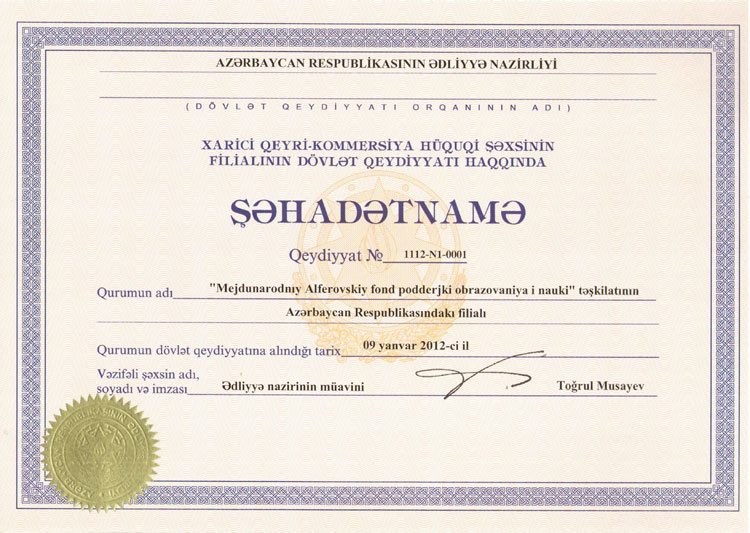 AZƏRBAYCAN RESPUBLİKASININ ƏDLİYYƏ NAZİRLİYİ
(DÖVLƏT QEYDİYYATI ORQANININ ADI)
XARİCİ QEYRİ-KOMMERSİYA HÜQUQİ ŞƏXSİNİN
FİLİALININ DÖVLƏT QEYDİYYATI HAQQINDA
ŞƏHADƏTNAMƏ
Qeydiyyat № 1112-N1-0001
Qurumun adı "Mejdunarodnıy Alferovskiy fond podderjki obrazovaniya i nauki" təşkilatının
Azərbaycan Respublikasındakı filialı
Qurumun dövlət qeydiyyatına alındığı tarix 09 yanvar 2012-ci il
Vəzifəli şəxsin adı,
soyadı və imzası Ədliyyə nazirinin müavini Toğrul Musayev